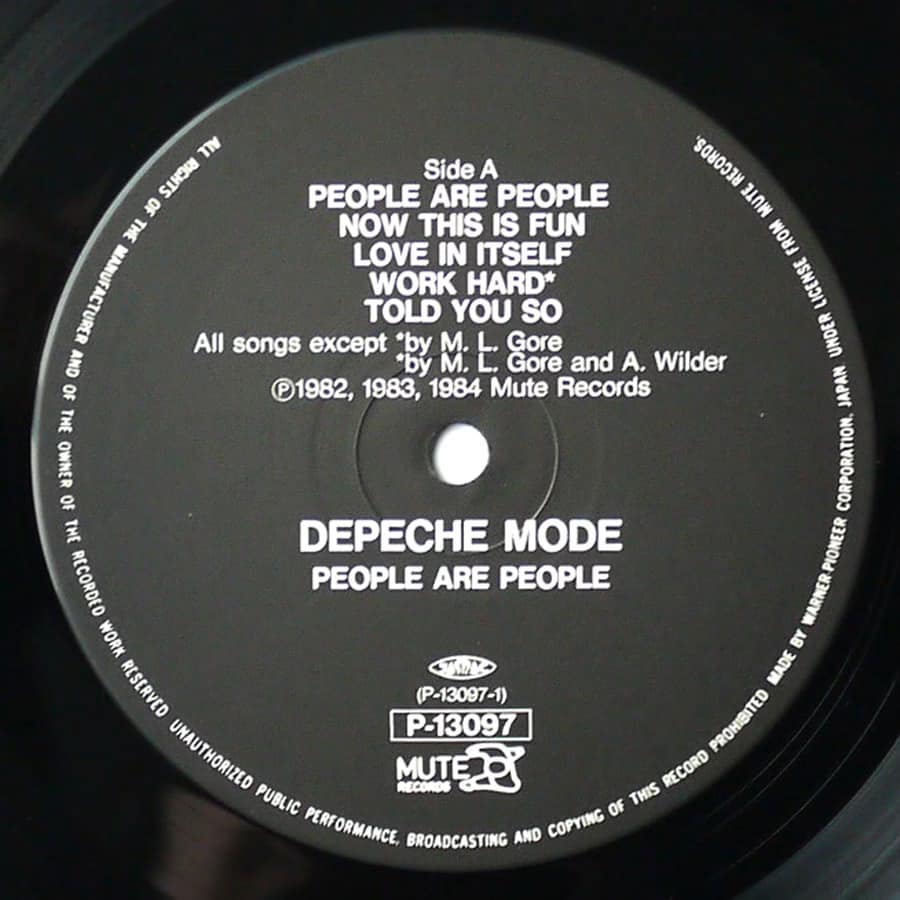 Side A
PEOPLE ARE PEOPLE
NOW THIS IS FUN
LOVE IN ITSELF
WORK HARD*
TOLD YOU SO
All songs except *by M. L. Gore
*by M. L. Gore and A. Wilder
℗1982, 1983, 1984 Mute Records
DEPECHE MODE
PEOPLE ARE PEOPLE
(P-13097-1)
P-13097
MUTE
RECORDS
ALL RIGHTS OF THE MANUFACTURER AND OF THE OWNER OF THE RECORDED WORK RESERVED UNAUTHORIZED PUBLIC PERFORMANCE, BROADCASTING AND COPYING OF THIS RECORD PROHIBITED MADE BY WARNER-PIONEER CORPORATION, JAPAN UNDER LICENSE FROM MUTE RECORDS.